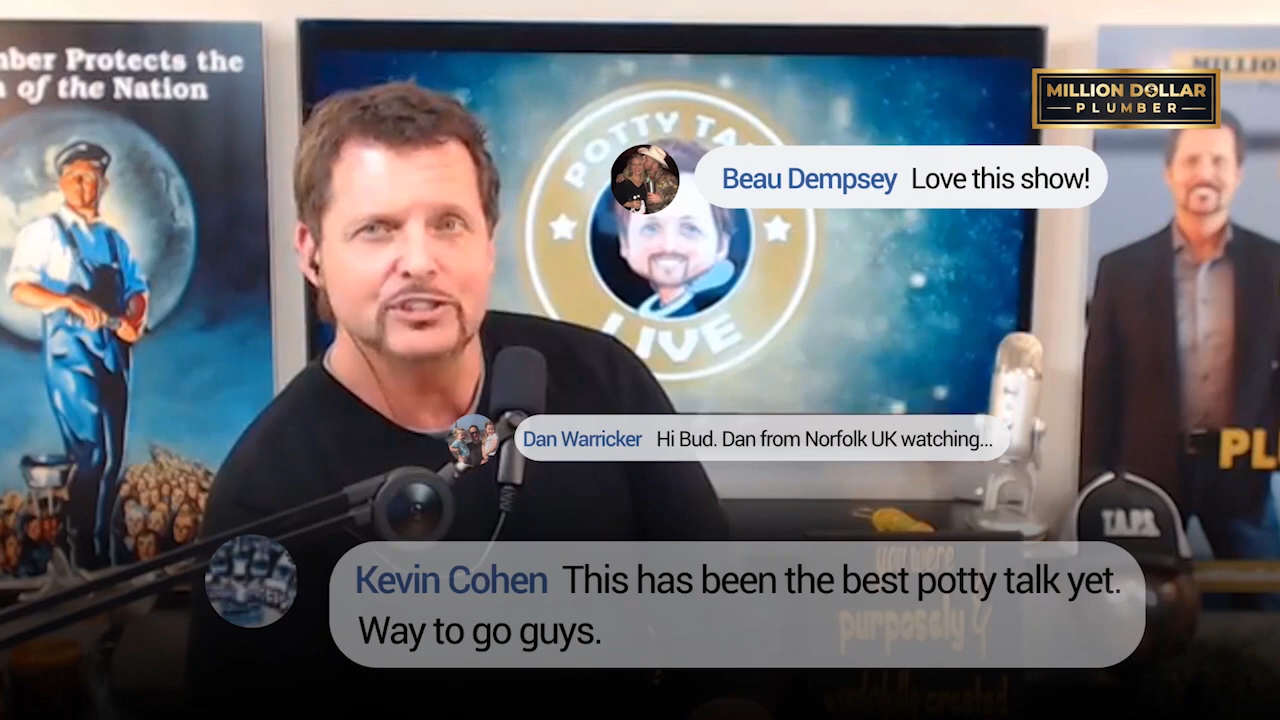 mber Protects the
of the Nation
MILLION DOLLAR
PLUMBER
POTTY TA
LIVE
Beau Dempsey Love this show!
Dan Warricker Hi Bud. Dan from Norfolk UK watching...
T.A.P.S.
you were
Kevin Cohen This has been the best potty talk yet.
Way to go guys.
purposely
PL